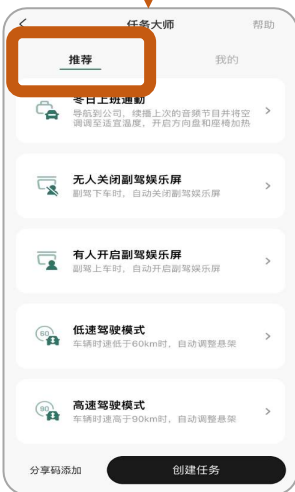 任务大师
帮助
推荐
我的
冬日上班通勤
导航到公司，续播上次的音频节目并将空
调调至适宜温度，开启方向盘和座椅加热
无人关闭副驾娱乐屏
副驾下车时，自动关闭副驾娱乐屏
有人开启副驾娱乐屏
副驾上车时，自动开启副驾娱乐屏
60
低速驾驶模式
车辆时速低于60km时，自动调整悬架
90
高速驾驶模式
车辆时速高于90km时，自动调整悬架
分享码添加
创建任务